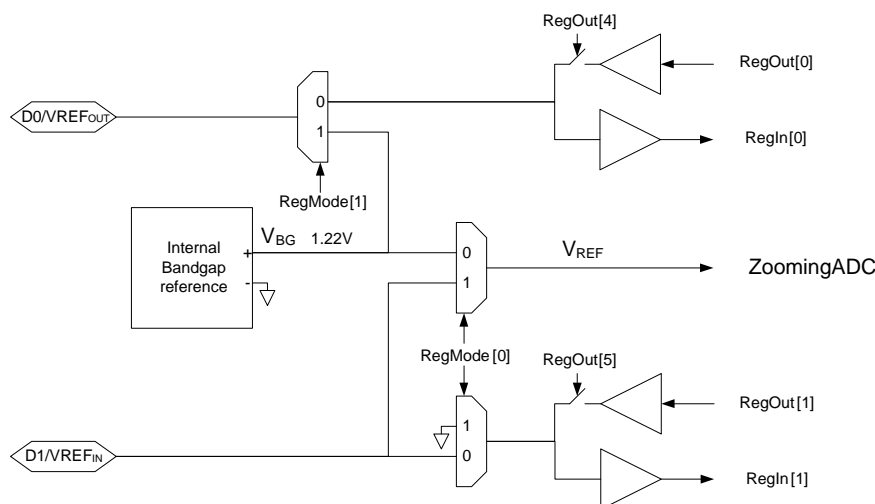 RegOut[4]
RegOut[0]
D0/VREFOUT
0
1
RegIn[0]
RegMode[1]
Internal
Bandgap
reference
+
-
VBG 1.22V
0
1
VREF
ZoomingADC
RegMode[0]
RegOut[5]
RegOut[1]
1
0
D1/VREFIN
RegIn[1]